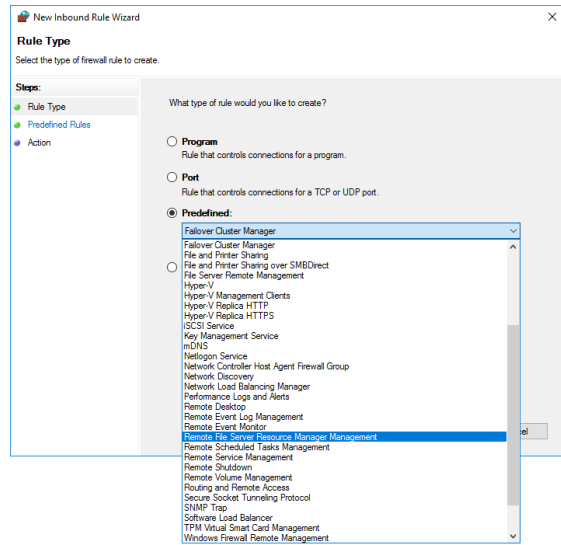 New Inbound Rule Wizard
Rule Type
Select the type of firewall rule to create.
Steps:
Rule Type
Predefined Rules
Action
What type of rule would you like to create?
Program
Rule that controls connections for a program.
Port
Rule that controls connections for a TCP or UDP port.
Predefined:
Failover Cluster Manager
Failover Cluster Manager
File and Printer Sharing
File and Printer Sharing over SMBDirect
File Server Remote Management
Hyper-V
Hyper-V Management Clients
Hyper-V Replica HTTP
Hyper-V Replica HTTPS
iSCSI Service
Key Management Service
mDNS
Netlogon Service
Network Controller Host Agent Firewall Group
Network Discovery
Network Load Balancing Manager
Performance Logs and Alerts
Remote Desktop
Remote Event Log Management
Remote Event Monitor
Remote File Server Resource Manager Management
Remote Scheduled Tasks Management
Remote Service Management
Remote Shutdown
Remote Volume Management
Routing and Remote Access
Secure Socket Tunneling Protocol
SNMP Trap
Software Load Balancer
TPM Virtual Smart Card Management
Windows Firewall Remote Management